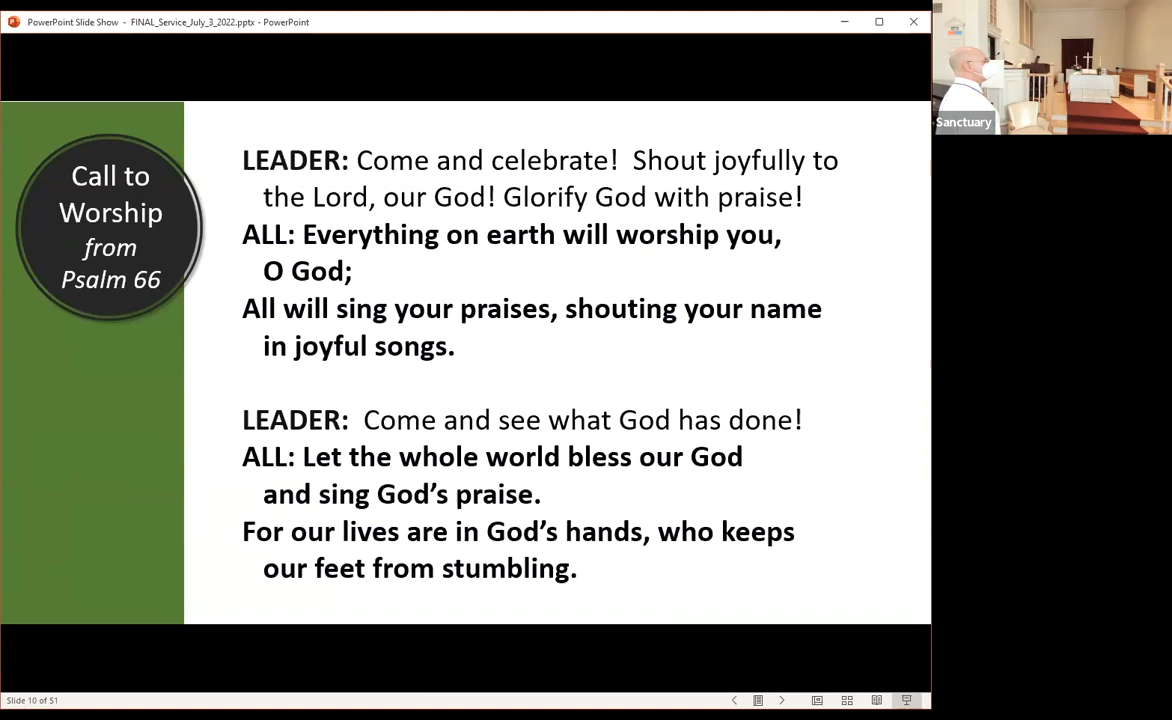 PowerPoint Slide Show - FINAL_Service_July_3_2022.pptx - PowerPoint
Sanctuary
Call to
Worship
from
Psalm 66
LEADER: Come and celebrate! Shout joyfully to
the Lord, our God! Glorify God with praise!
ALL: Everything on earth will worship you,
O God;
All will sing your praises, shouting your name
in joyful songs.
LEADER: Come and see what God has done!
ALL: Let the whole world bless our God
and sing God’s praise.
For our lives are in God’s hands, who keeps
our feet from stumbling.
Slide 10 of 51